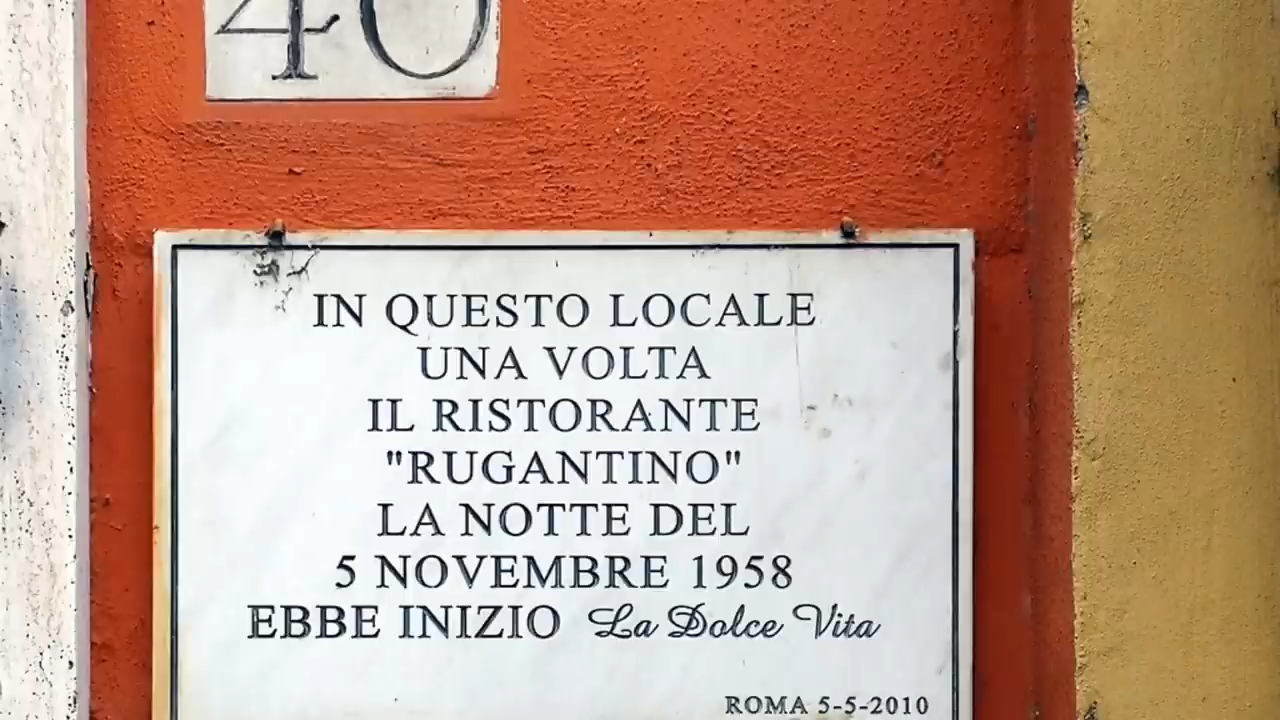 40
IN QUESTO LOCALE
UNA VOLTA
IL RISTORANTE
"RUGANTINO"
LA NOTTE DEL
5 NOVEMBRE 1958
EBBE INIZIO La Dolce Vita
ROMA 5-5-2010